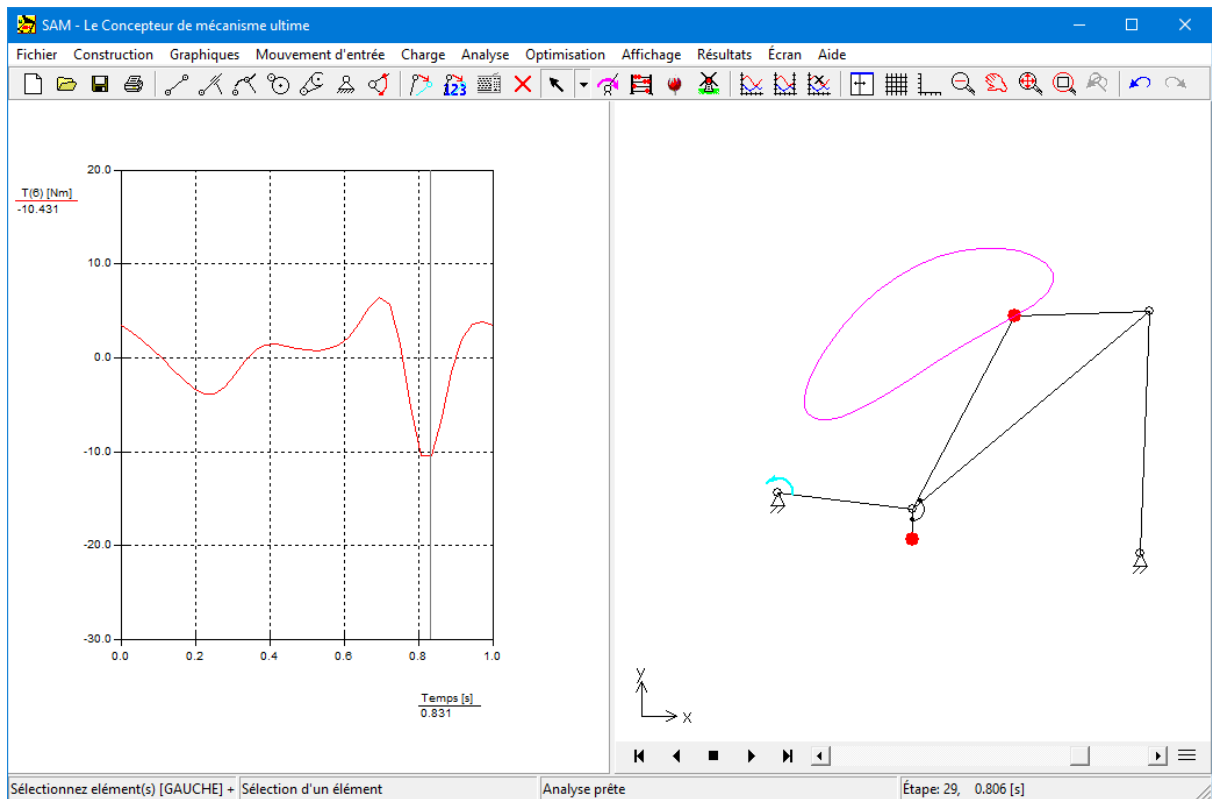 SAM - Le Concepteur de mécanisme ultime
Fichier Construction Graphiques Mouvement d'entrée Charge Analyse Optimisation Affichage Résultats Écran Aide
123
T(6) [Nm]
-10.431
20.0
10.0
0.0
-10.0
-20.0
-30.0
0.0 0.2 0.4 0.6 0.8 1.0
Temps [s]
0.831
y
x
Sélectionnez elément(s) [GAUCHE] + Sélection d'un élément Analyse prête Étape: 29, 0.806 [s]